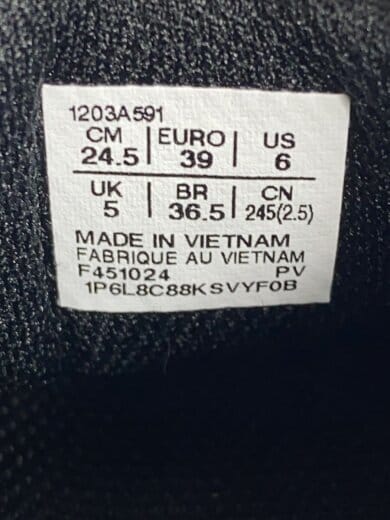 1203A591
CM | EURO | US
24.5 | 39 | 6
UK | BR | CN
5 | 36.5 | 245(2.5)
MADE IN VIETNAM
FABRIQUE AU VIETNAM
F451024 PV
1P6L8C88KSVYF0B